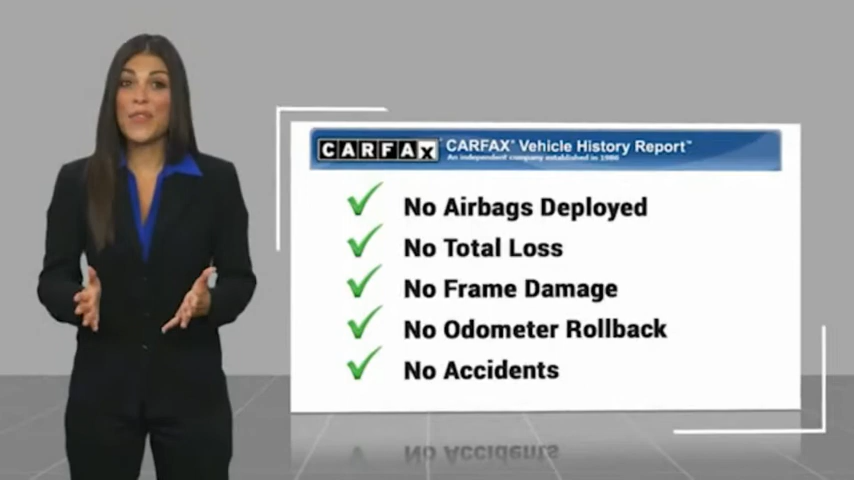 CARFAX CARFAX® Vehicle History Report™
An independent company established in 1986
No Airbags Deployed
No Total Loss
No Frame Damage
No Odometer Rollback
No Accidents
No Accidents